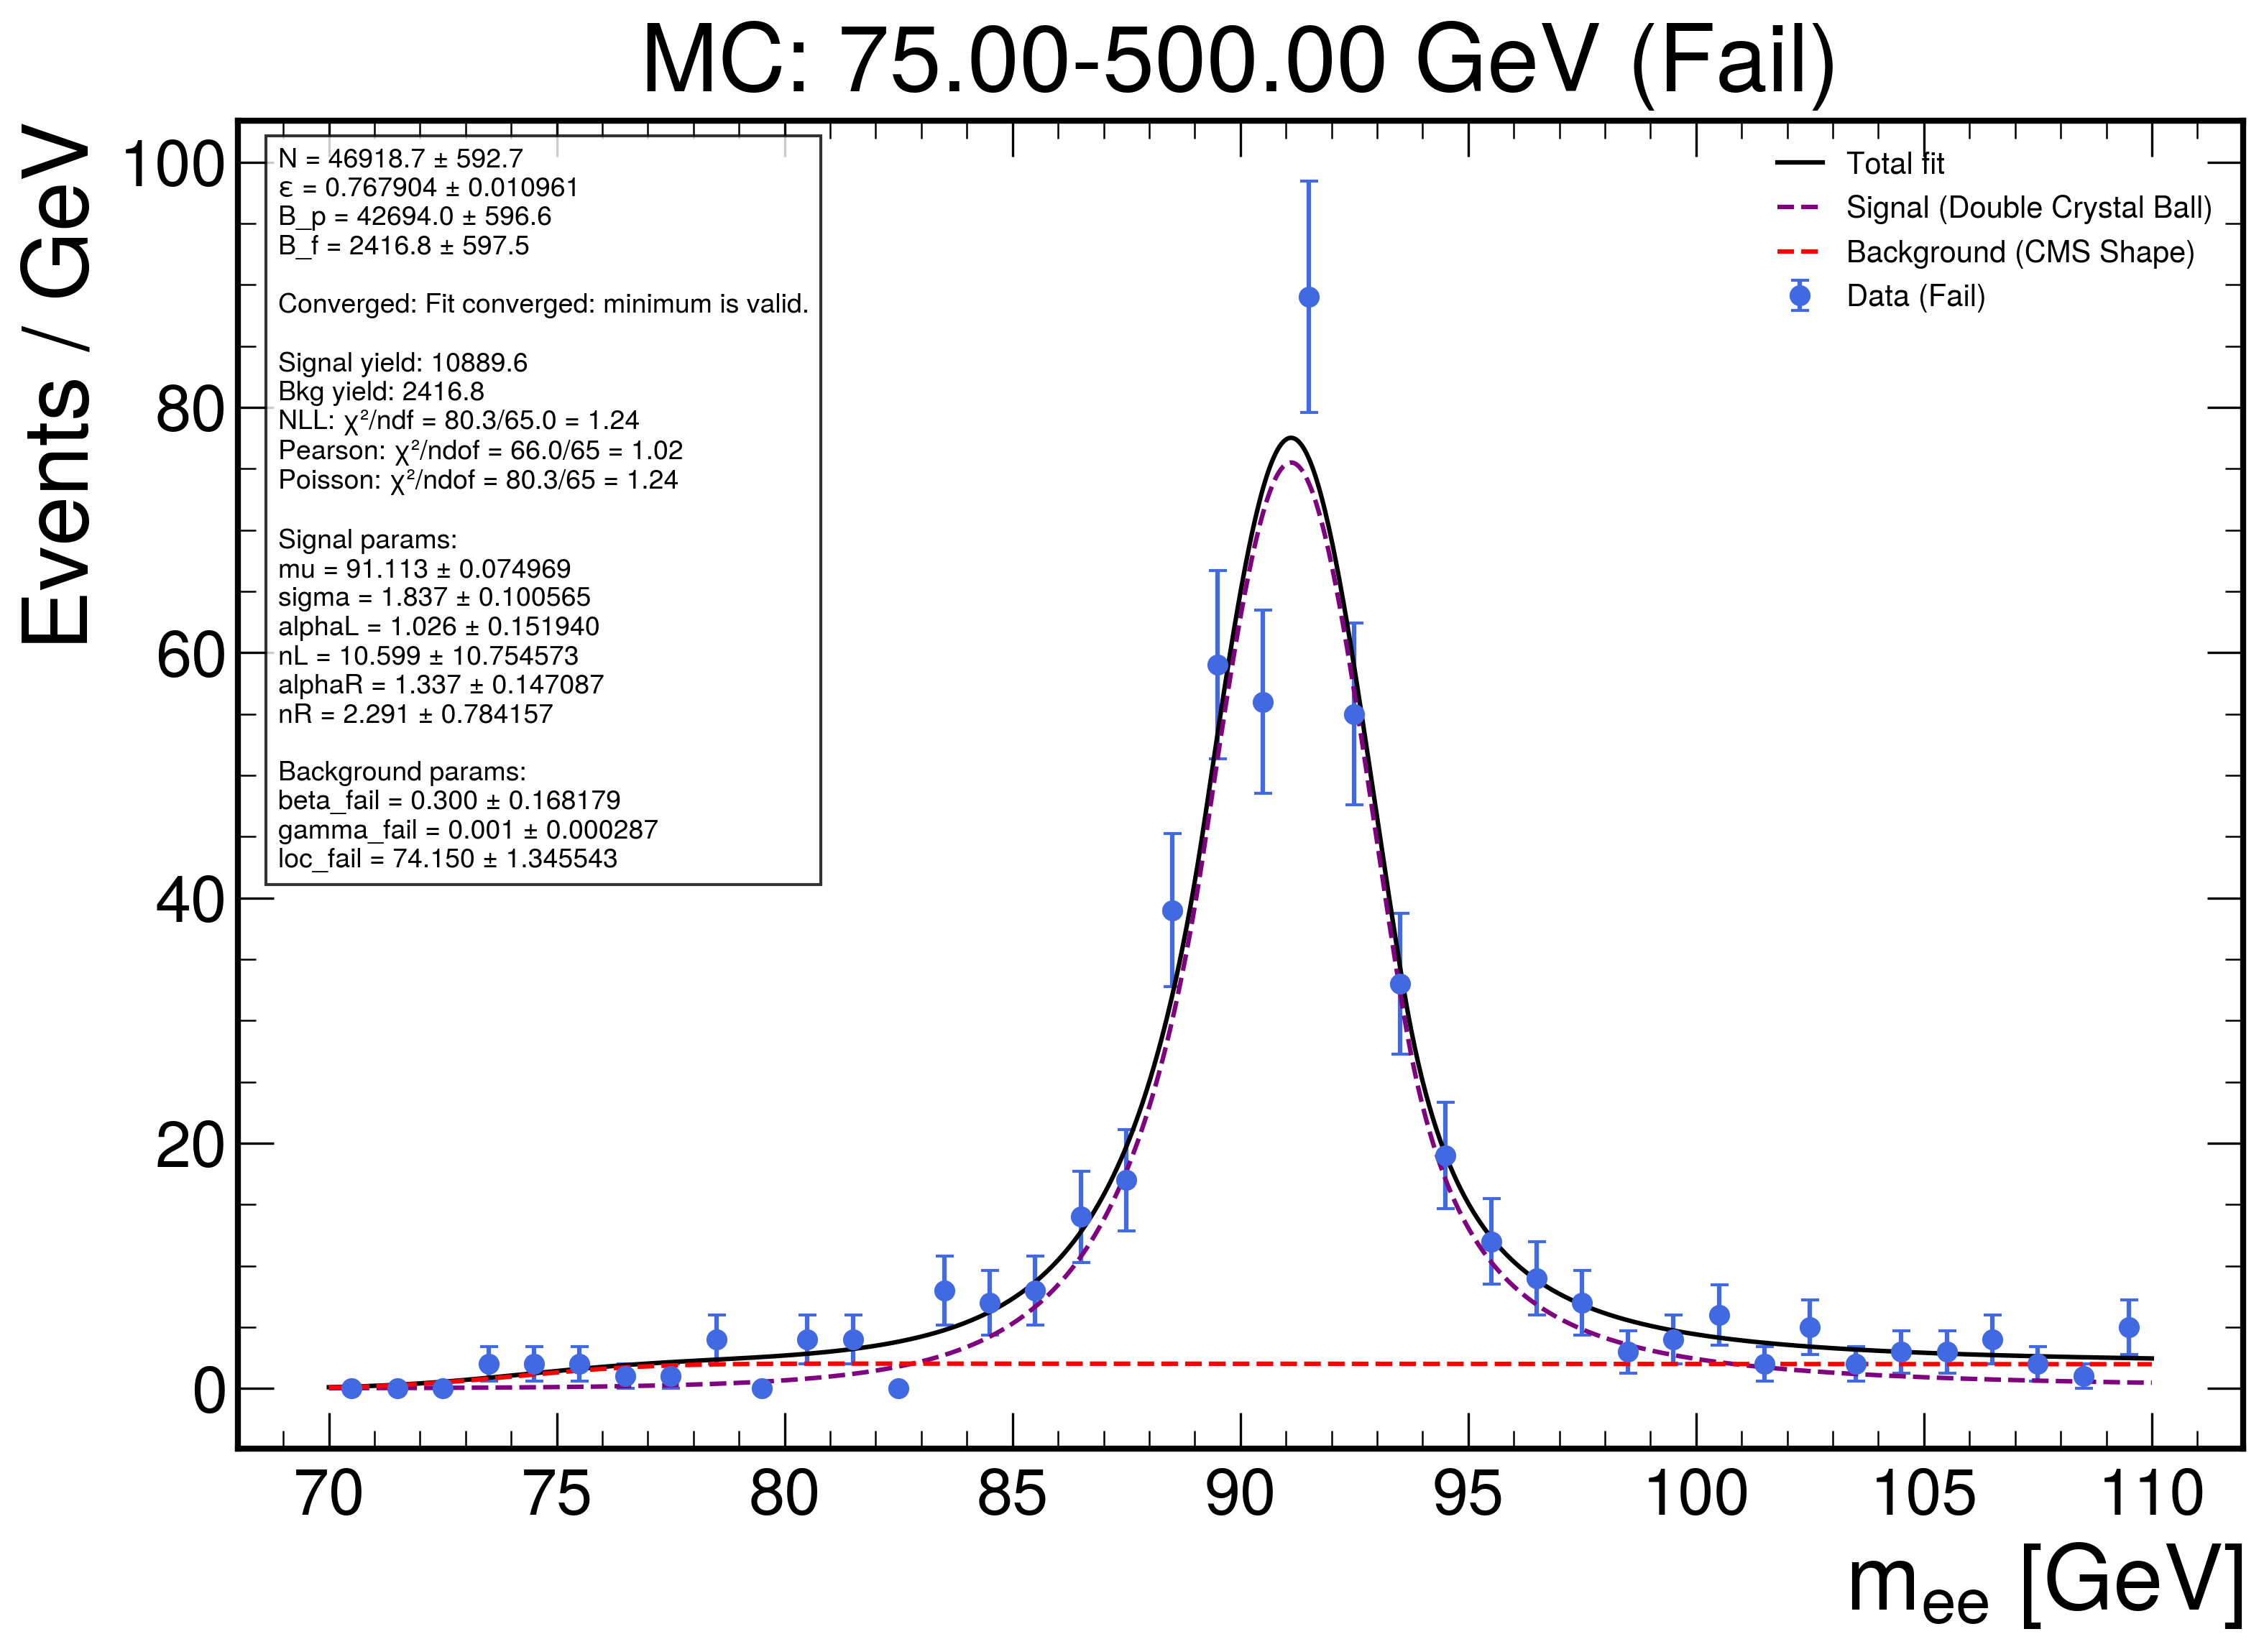 MC: 75.00-500.00 GeV (Fail)
Events / GeV
100
80
60
40
20
0
N = 46918.7 ± 592.7
ε = 0.767904 ± 0.010961
B_p = 42694.0 ± 596.6
B_f = 2416.8 ± 597.5
Converged: Fit converged: minimum is valid.
Signal yield: 10889.6
Bkg yield: 2416.8
NLL: χ²/ndf = 80.3/65.0 = 1.24
Pearson: χ²/ndof = 66.0/65 = 1.02
Poisson: χ²/ndof = 80.3/65 = 1.24
Signal params:
mu = 91.113 ± 0.074969
sigma = 1.837 ± 0.100565
alphaL = 1.026 ± 0.151940
nL = 10.599 ± 10.754573
alphaR = 1.337 ± 0.147087
nR = 2.291 ± 0.784157
Background params:
beta_fail = 0.300 ± 0.168179
gamma_fail = 0.001 ± 0.000287
loc_fail = 74.150 ± 1.345543
Total fit
Signal (Double Crystal Ball)
Background (CMS Shape)
Data (Fail)
70 75 80 85 90 95 100 105 110
m_ee [GeV]